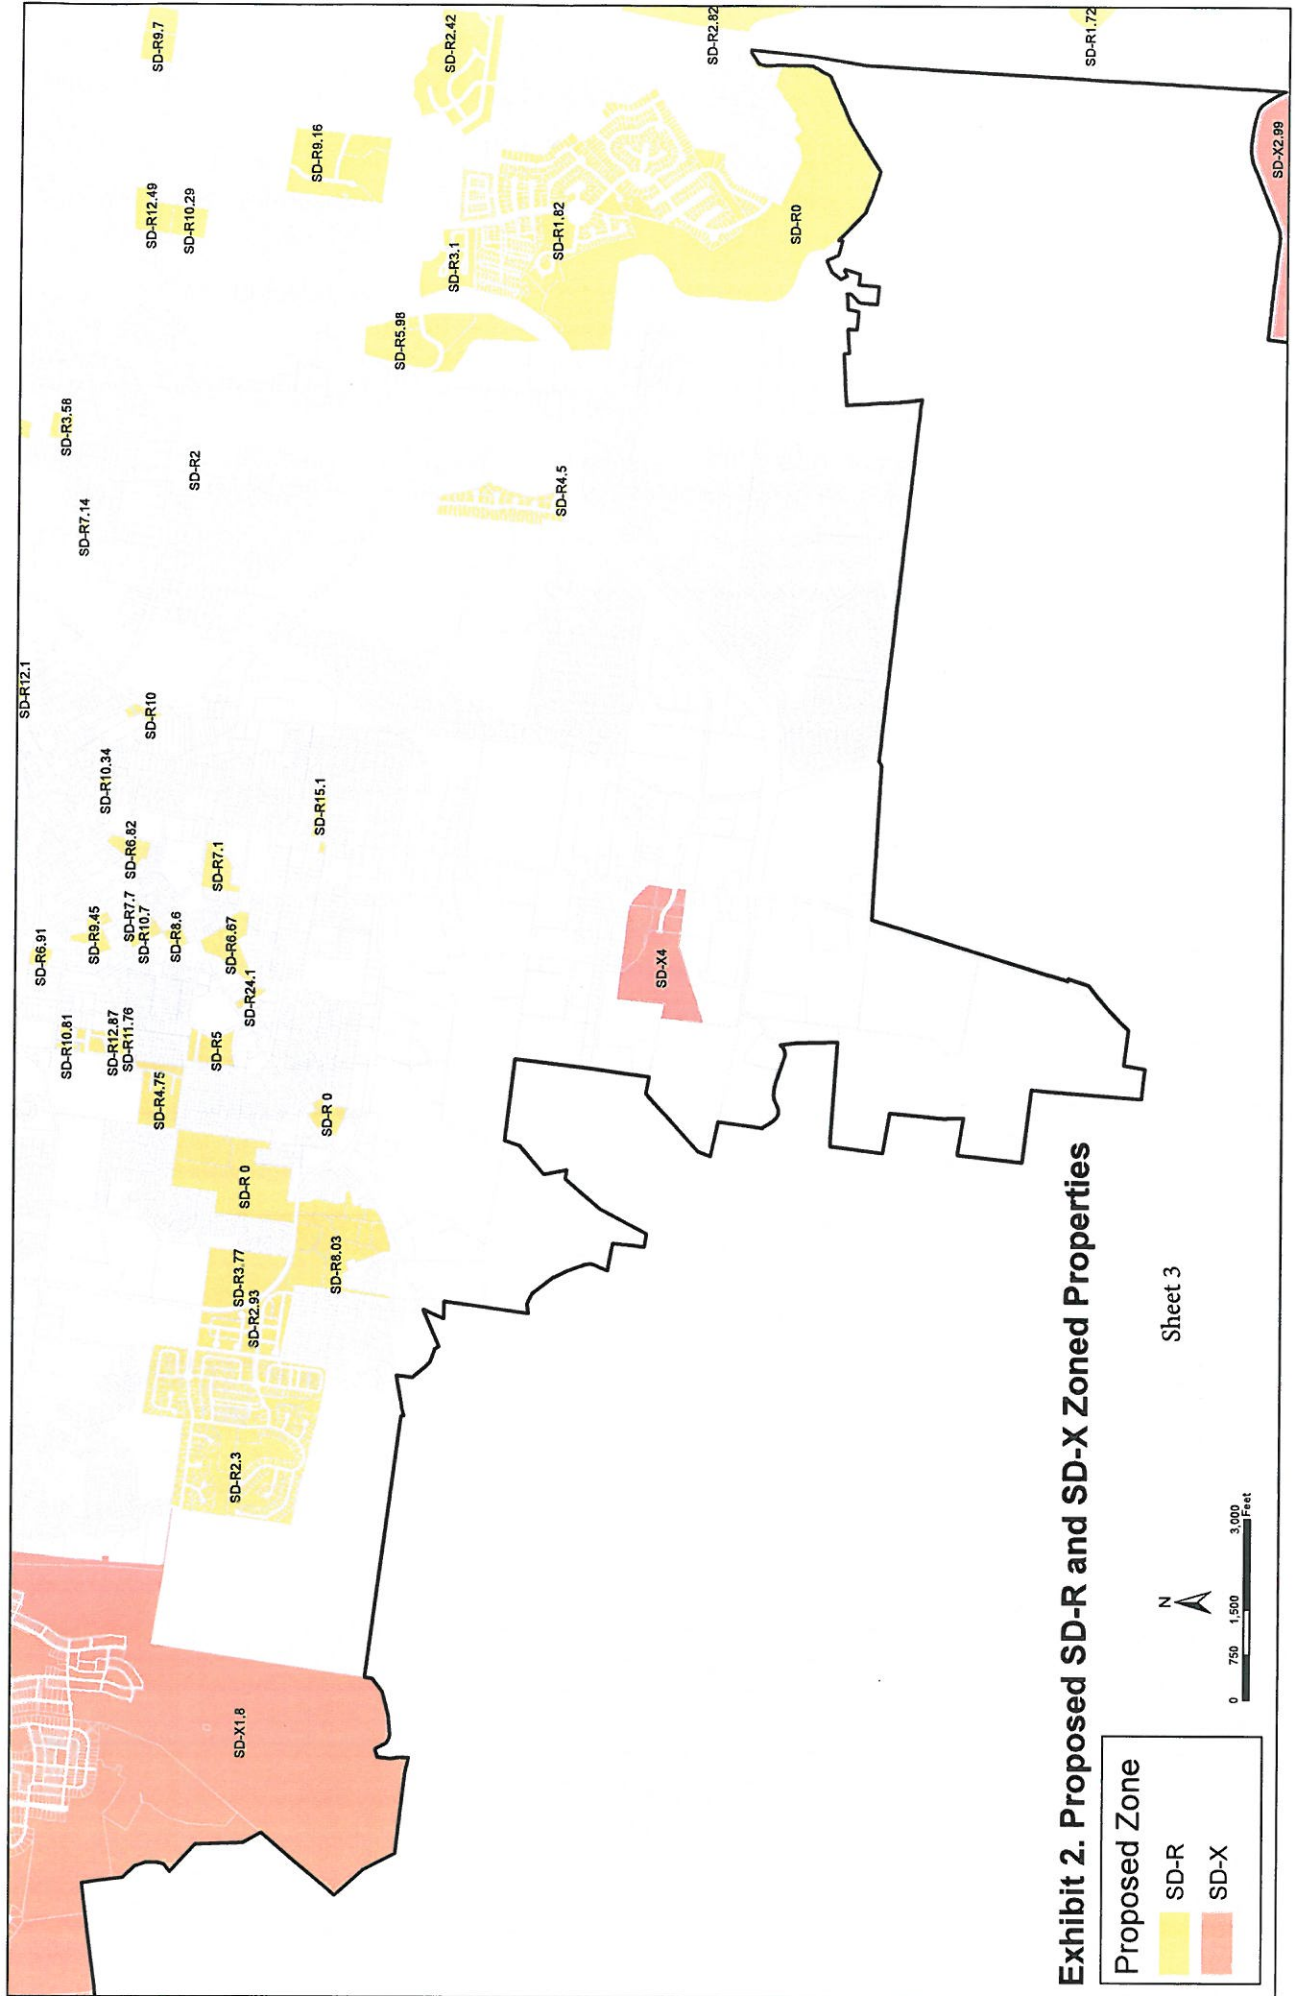 SD-R12.1
SD-R9.7
SD-R6.91
SD-R3.58
SD-R10.81
SD-R7.14
SD-R9.45
SD-R10.34
SD-R12.87
SD-R11.76
SD-R7.7
SD-R6.82
SD-R10.7
SD-R10
SD-R12.49
SD-R4.75
SD-R8.6
SD-R2
SD-R10.29
SD-R5
SD-R7.1
SD-R6.67
SD-R2.3
SD-X1.8
SD-R3.77
SD-R 0
SD-R2.93
SD-R24.1
SD-R9.16
SD-R15.1
SD-R 0
SD-R8.03
SD-R5.98
SD-R3.1
SD-R2.42
SD-R1.82
SD-R4.5
SD-X4
SD-R2.82
SD-R0
SD-R1.72
SD-X2.99
Exhibit 2. Proposed SD-R and SD-X Zoned Properties
Proposed Zone
SD-R
SD-X
N
0 750 1,500 3,000
Feet
Sheet 3